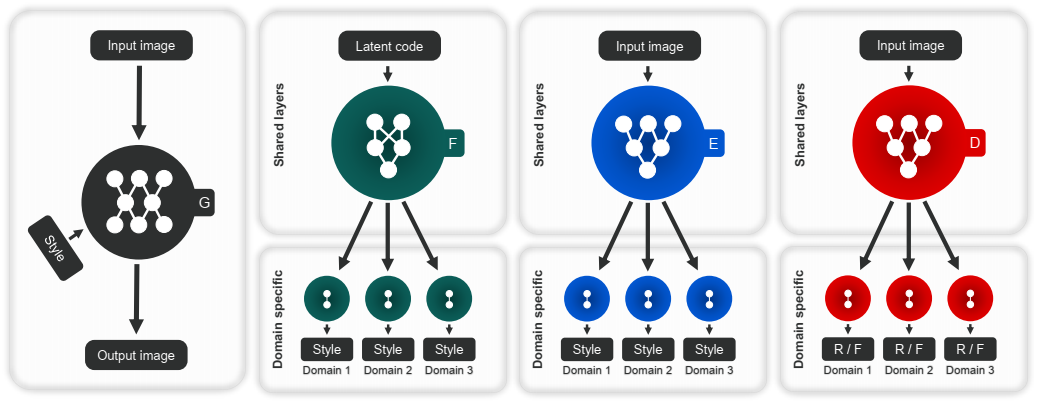 Input image
G
Style
Output image
Latent code
Shared layers
F
Domain specific
Style
Style
Style
Domain 1
Domain 2
Domain 3
Input image
Shared layers
E
Domain specific
Style
Style
Style
Domain 1
Domain 2
Domain 3
Input image
Shared layers
D
Domain specific
R / F
R / F
R / F
Domain 1
Domain 2
Domain 3